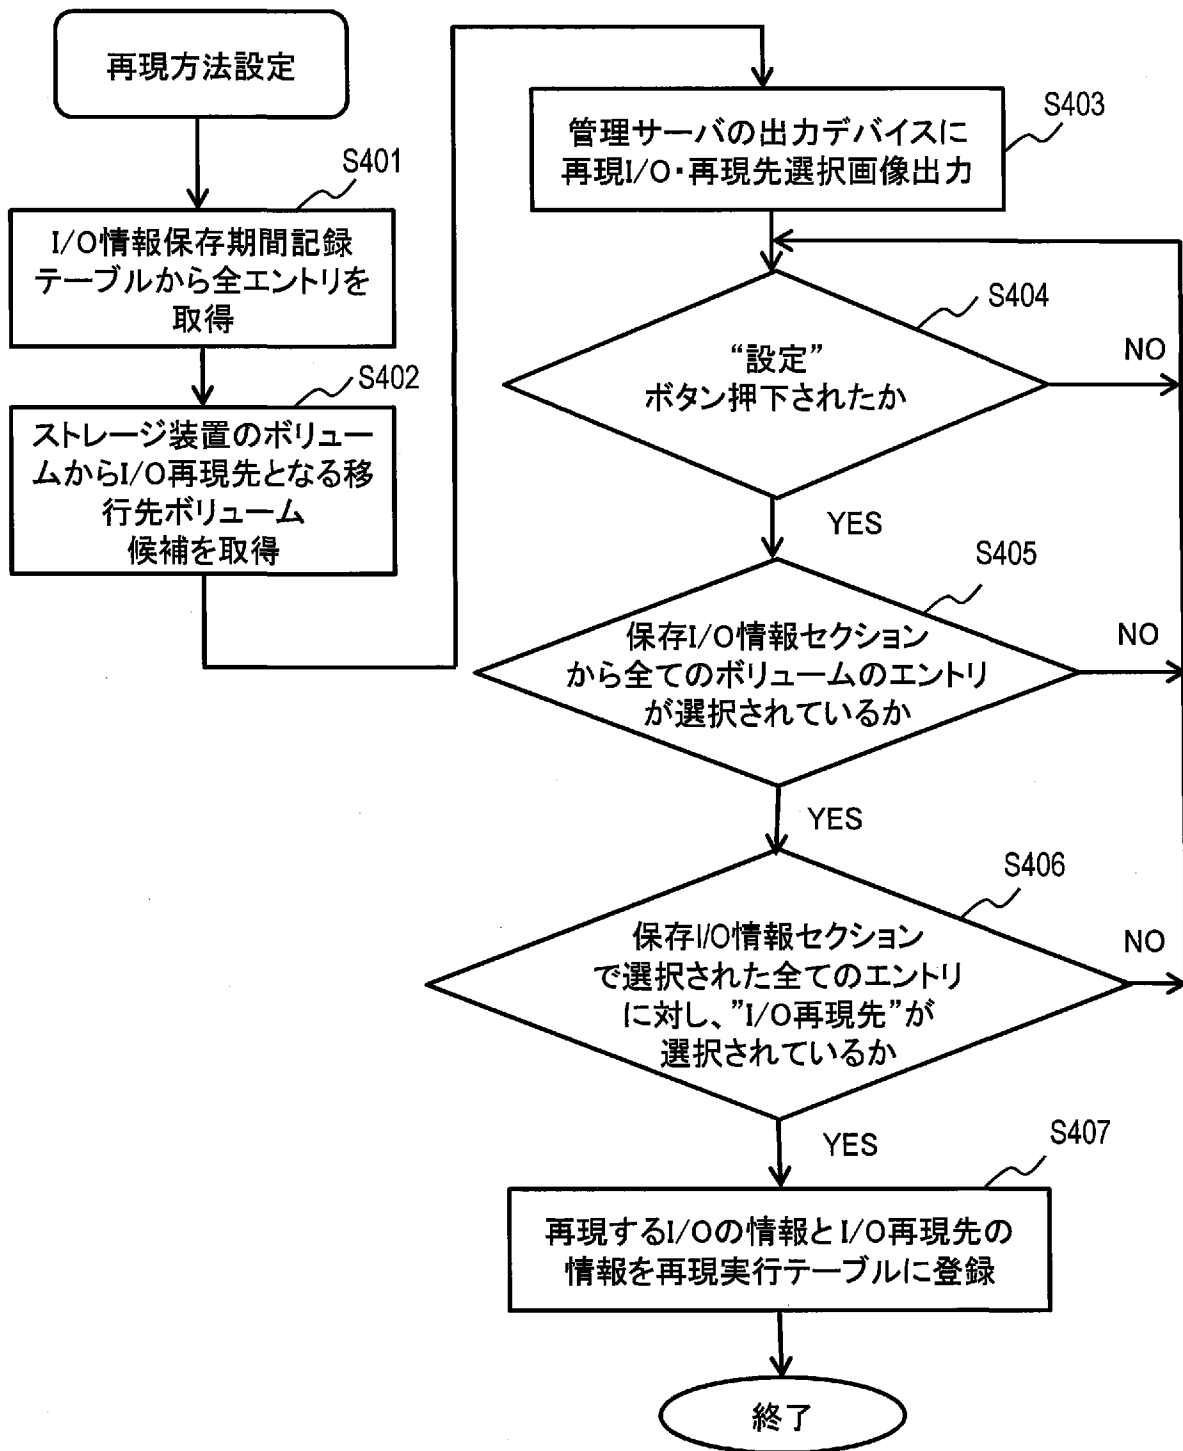 再現方法設定
S401
I/O情報保存期間記録
テーブルから全エントリを
取得
S402
ストレージ装置のボリュー
ムからI/O再現先となる移
行先ボリューム
候補を取得
S403
管理サーバの出力デバイスに
再現I/O・再現先選択画像出力
S404
“設定”
ボタン押下されたか
NO
YES
S405
保存I/O情報セクション
から全てのボリュームのエントリ
が選択されているか
NO
YES
S406
保存I/O情報セクション
で選択された全てのエントリ
に対し、”I/O再現先”が
選択されているか
NO
YES
S407
再現するI/Oの情報とI/O再現先の
情報を再現実行テーブルに登録
終了